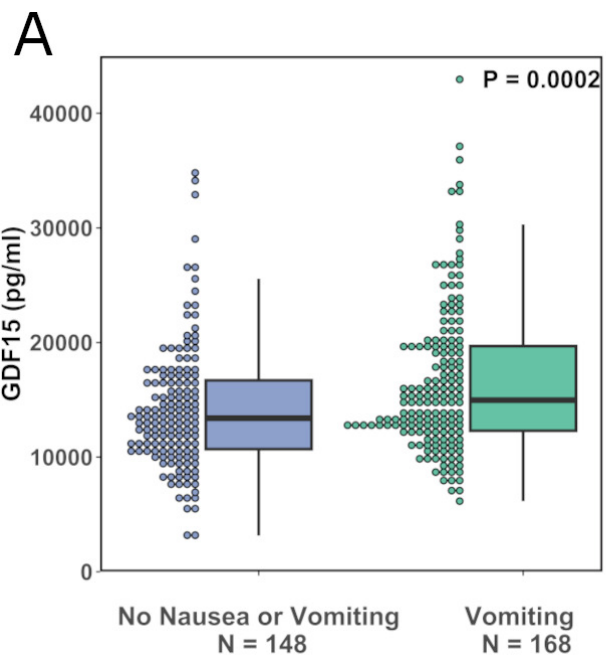 A
P = 0.0002
GDF15 (pg/ml)
40000
30000
20000
10000
0
No Nausea or Vomiting
N = 148
Vomiting
N = 168